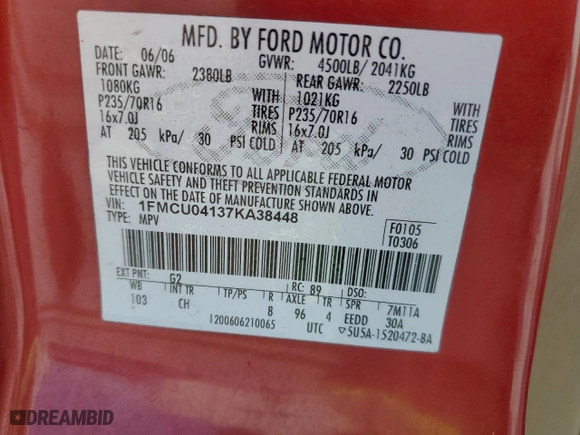 MFD. BY FORD MOTOR CO.
06/06 GVWR: 4500LB/ 2041KG
FRONT GAWR: 2380LB REAR GAWR: 2250LB
1080KG WITH 1021KG WITH
P235/70R16 TIRES P235/70R16 TIRES
16x7.0J RIMS 16x7.0J RIMS
AT 205 kPa/ 30 PSI COLD AT 205 kPa/ 30 PSI COLD
Ford
THIS VEHICLE CONFORMS TO ALL APPLICABLE FEDERAL MOTOR
VEHICLE SAFETY AND THEFT PREVENTION STANDARDS IN
EFFECT ON THE DATE OF MANUFACTURE SHOWN ABOVE.
VIN: 1FMCU04137KA38448
TYPE: MPV
F0105
T0306
EXT PNT: G2 RC: 89 DSO:
WB INT TR TP/PS R AXLE TR SPR 7M11A
103 CH 8 96 4 EEDD 30A
1200606210065 UTC ▽5U5A-1520472-BA
DREAMBID